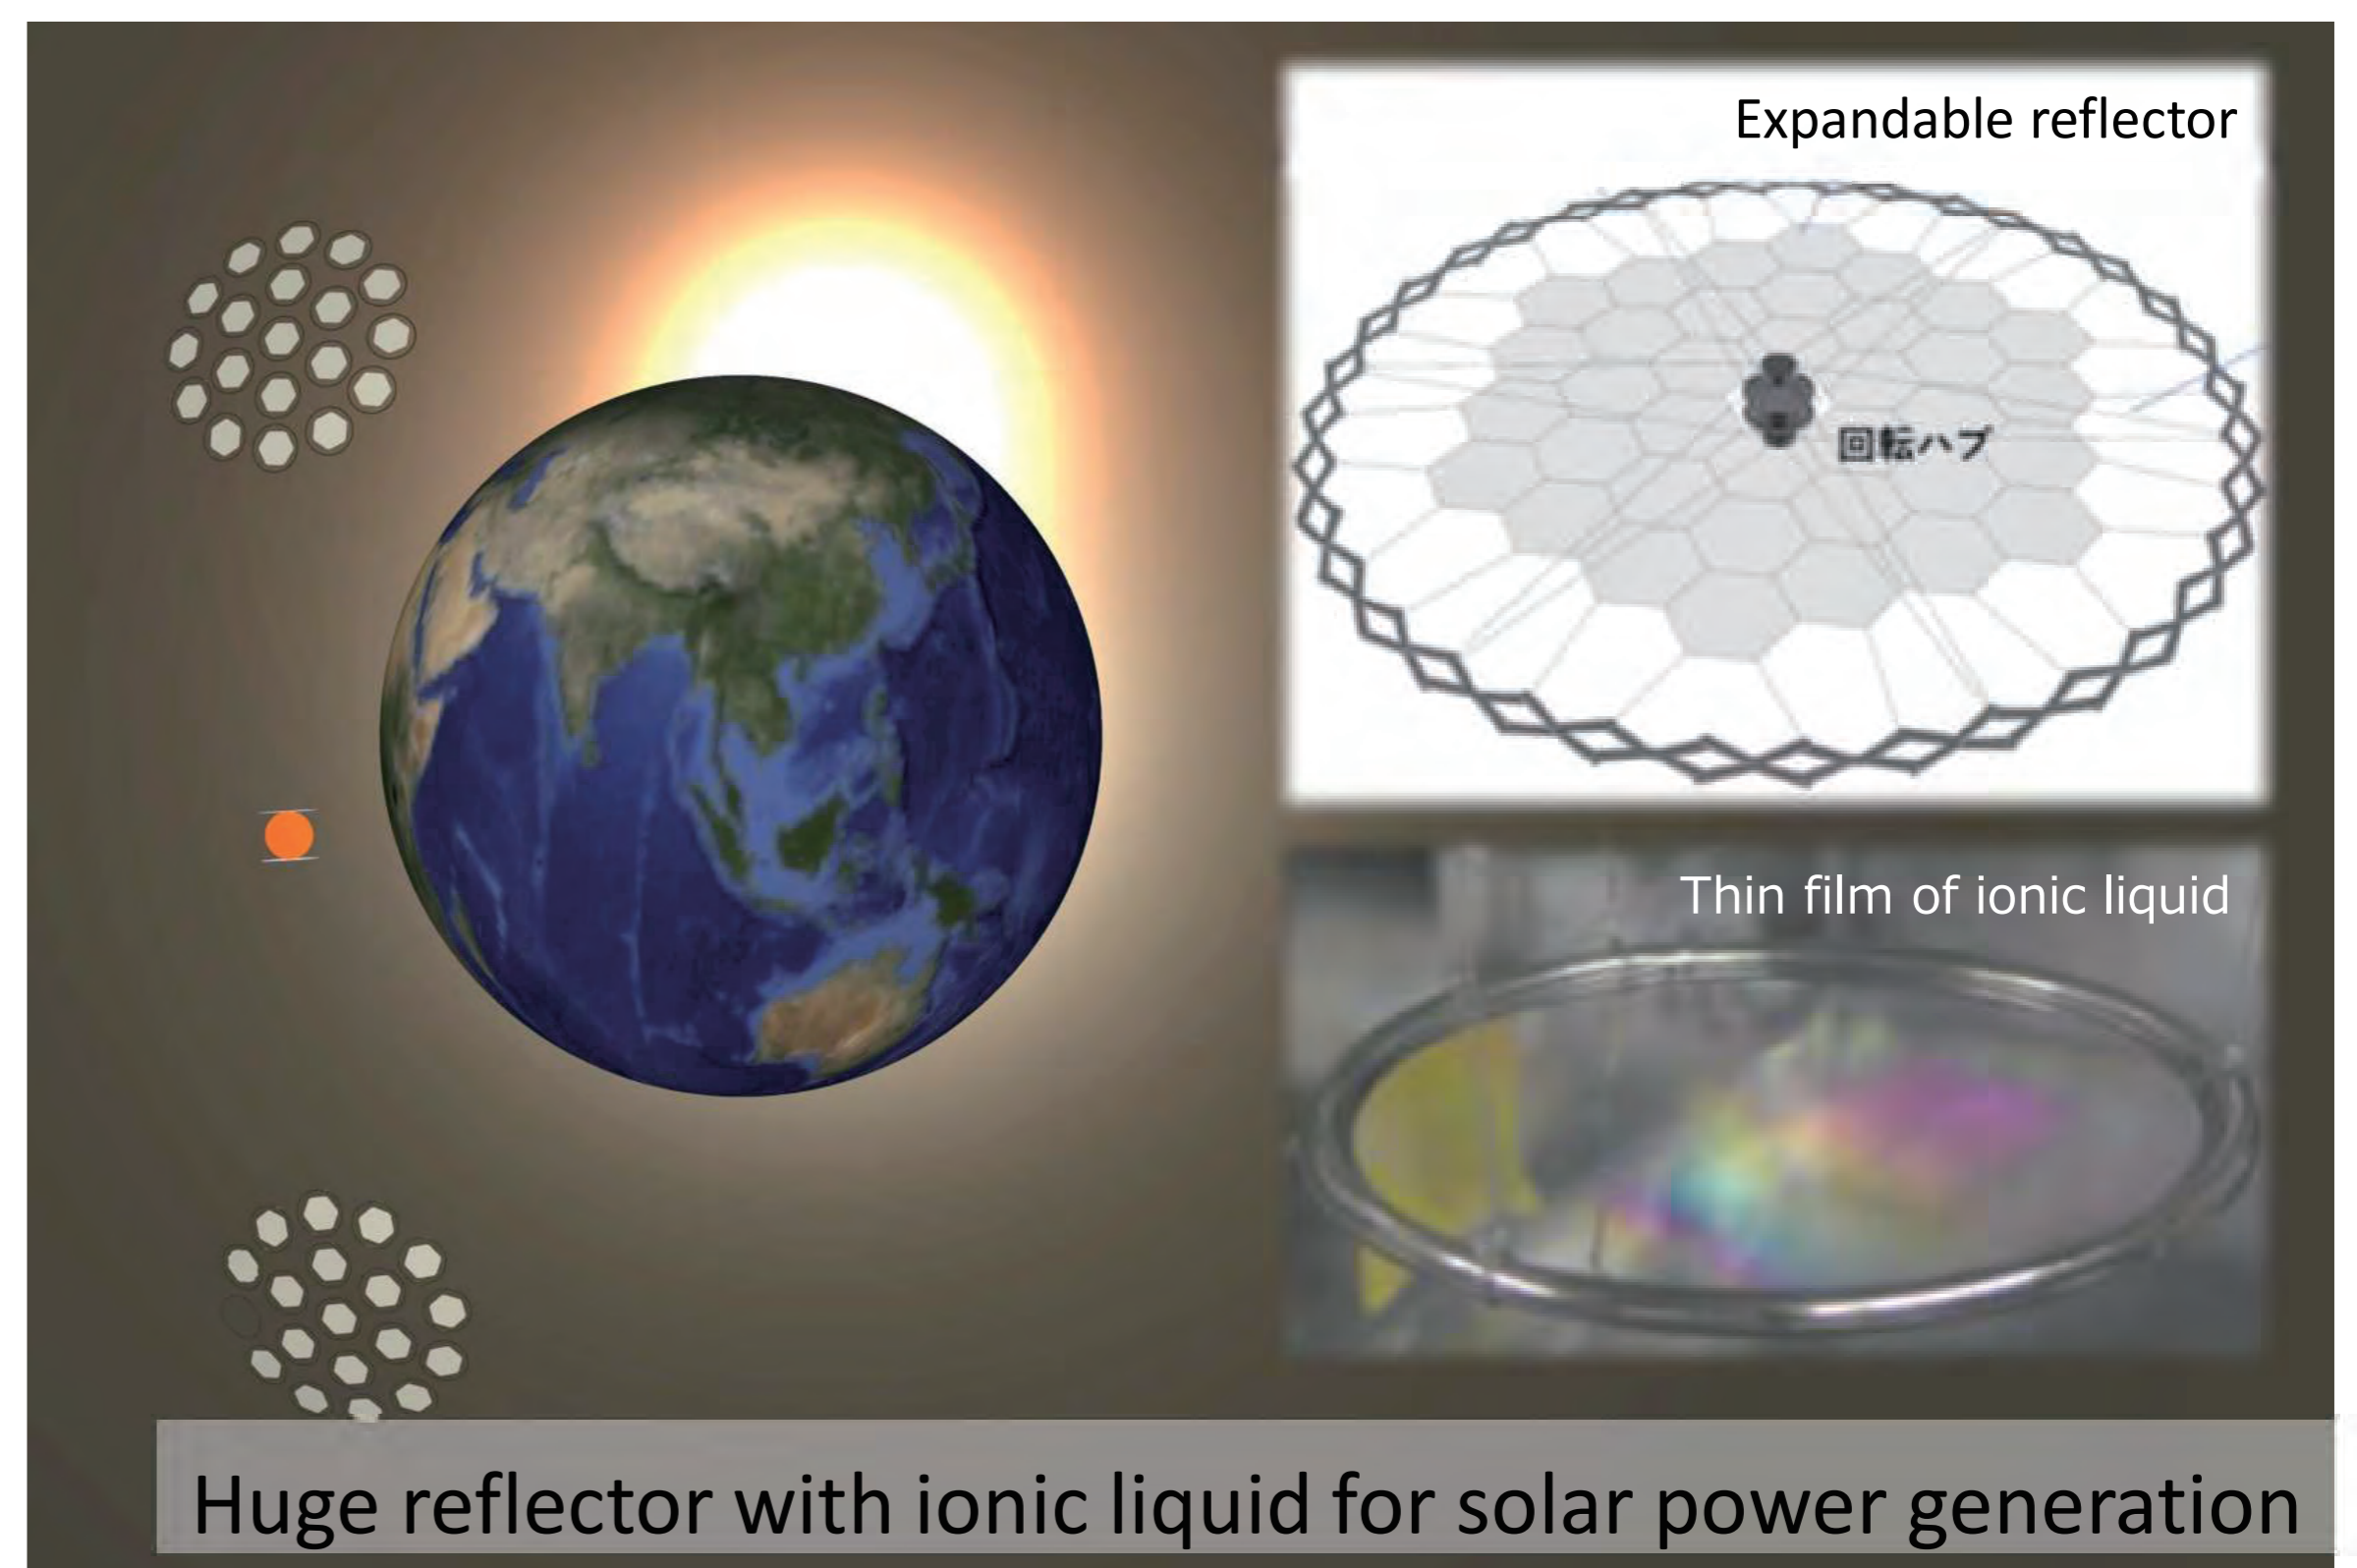 Expandable reflector
回転ハブ
Thin film of ionic liquid
Huge reflector with ionic liquid for solar power generation